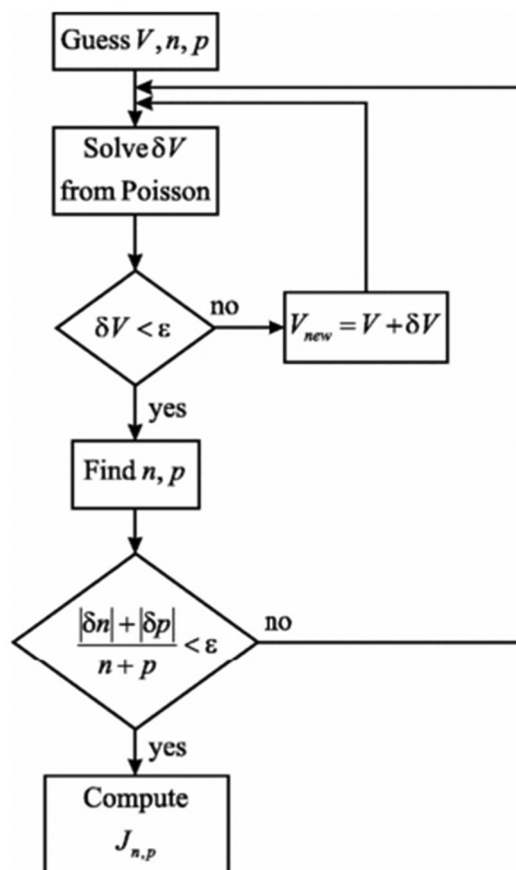 Guess V, n, p
Solve δV
from Poisson
δV < ε
no
V_new = V + δV
yes
Find n, p
|δn| + |δp|
n + p
< ε
no
yes
Compute
J_n,p